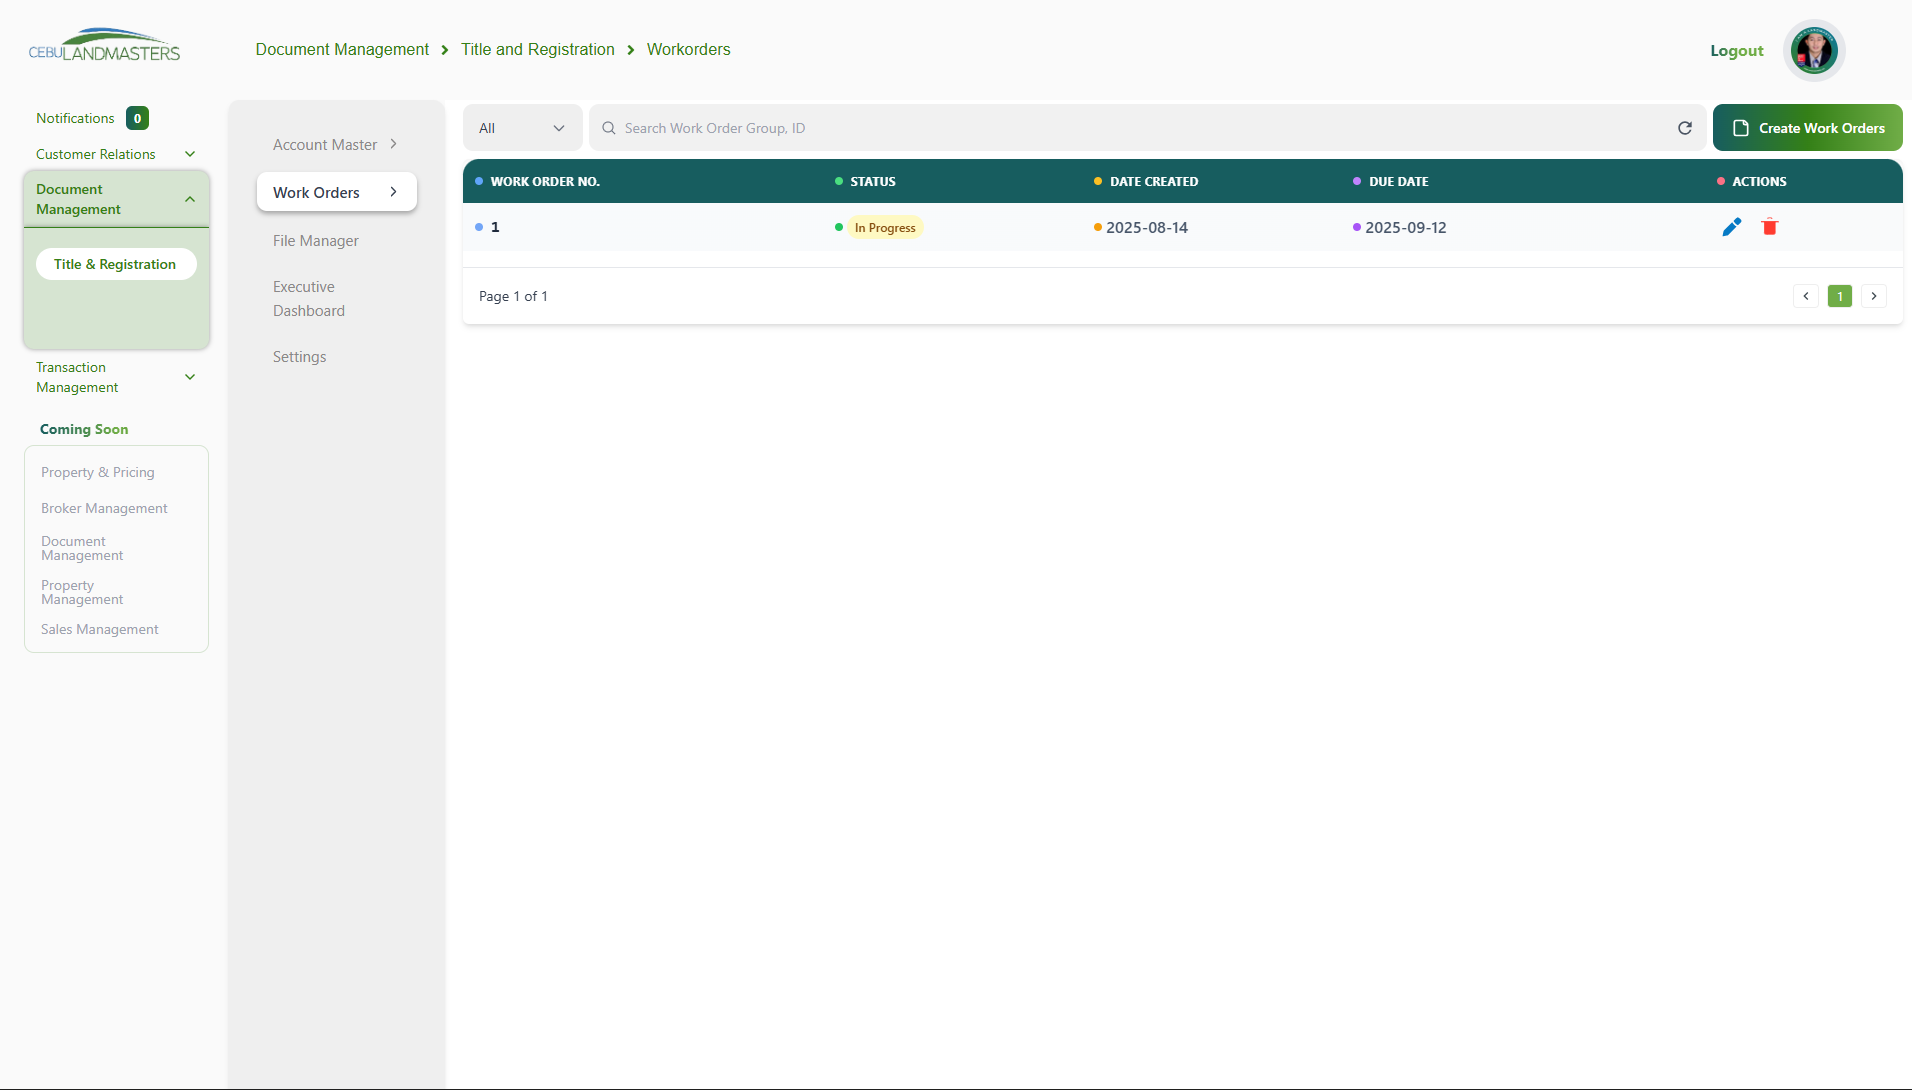 CEBULANDMASTERS
Document Management > Title and Registration > Workorders
Logout
Notifications 0
Customer Relations
Document
Management
Title & Registration
Transaction
Management
Coming Soon
Property & Pricing
Broker Management
Document
Management
Property
Management
Sales Management
Account Master
Work Orders
File Manager
Executive
Dashboard
Settings
All
Search Work Order Group, ID
Create Work Orders
WORK ORDER NO. STATUS DATE CREATED DUE DATE ACTIONS
1 In Progress 2025-08-14 2025-09-12
Page 1 of 1
1